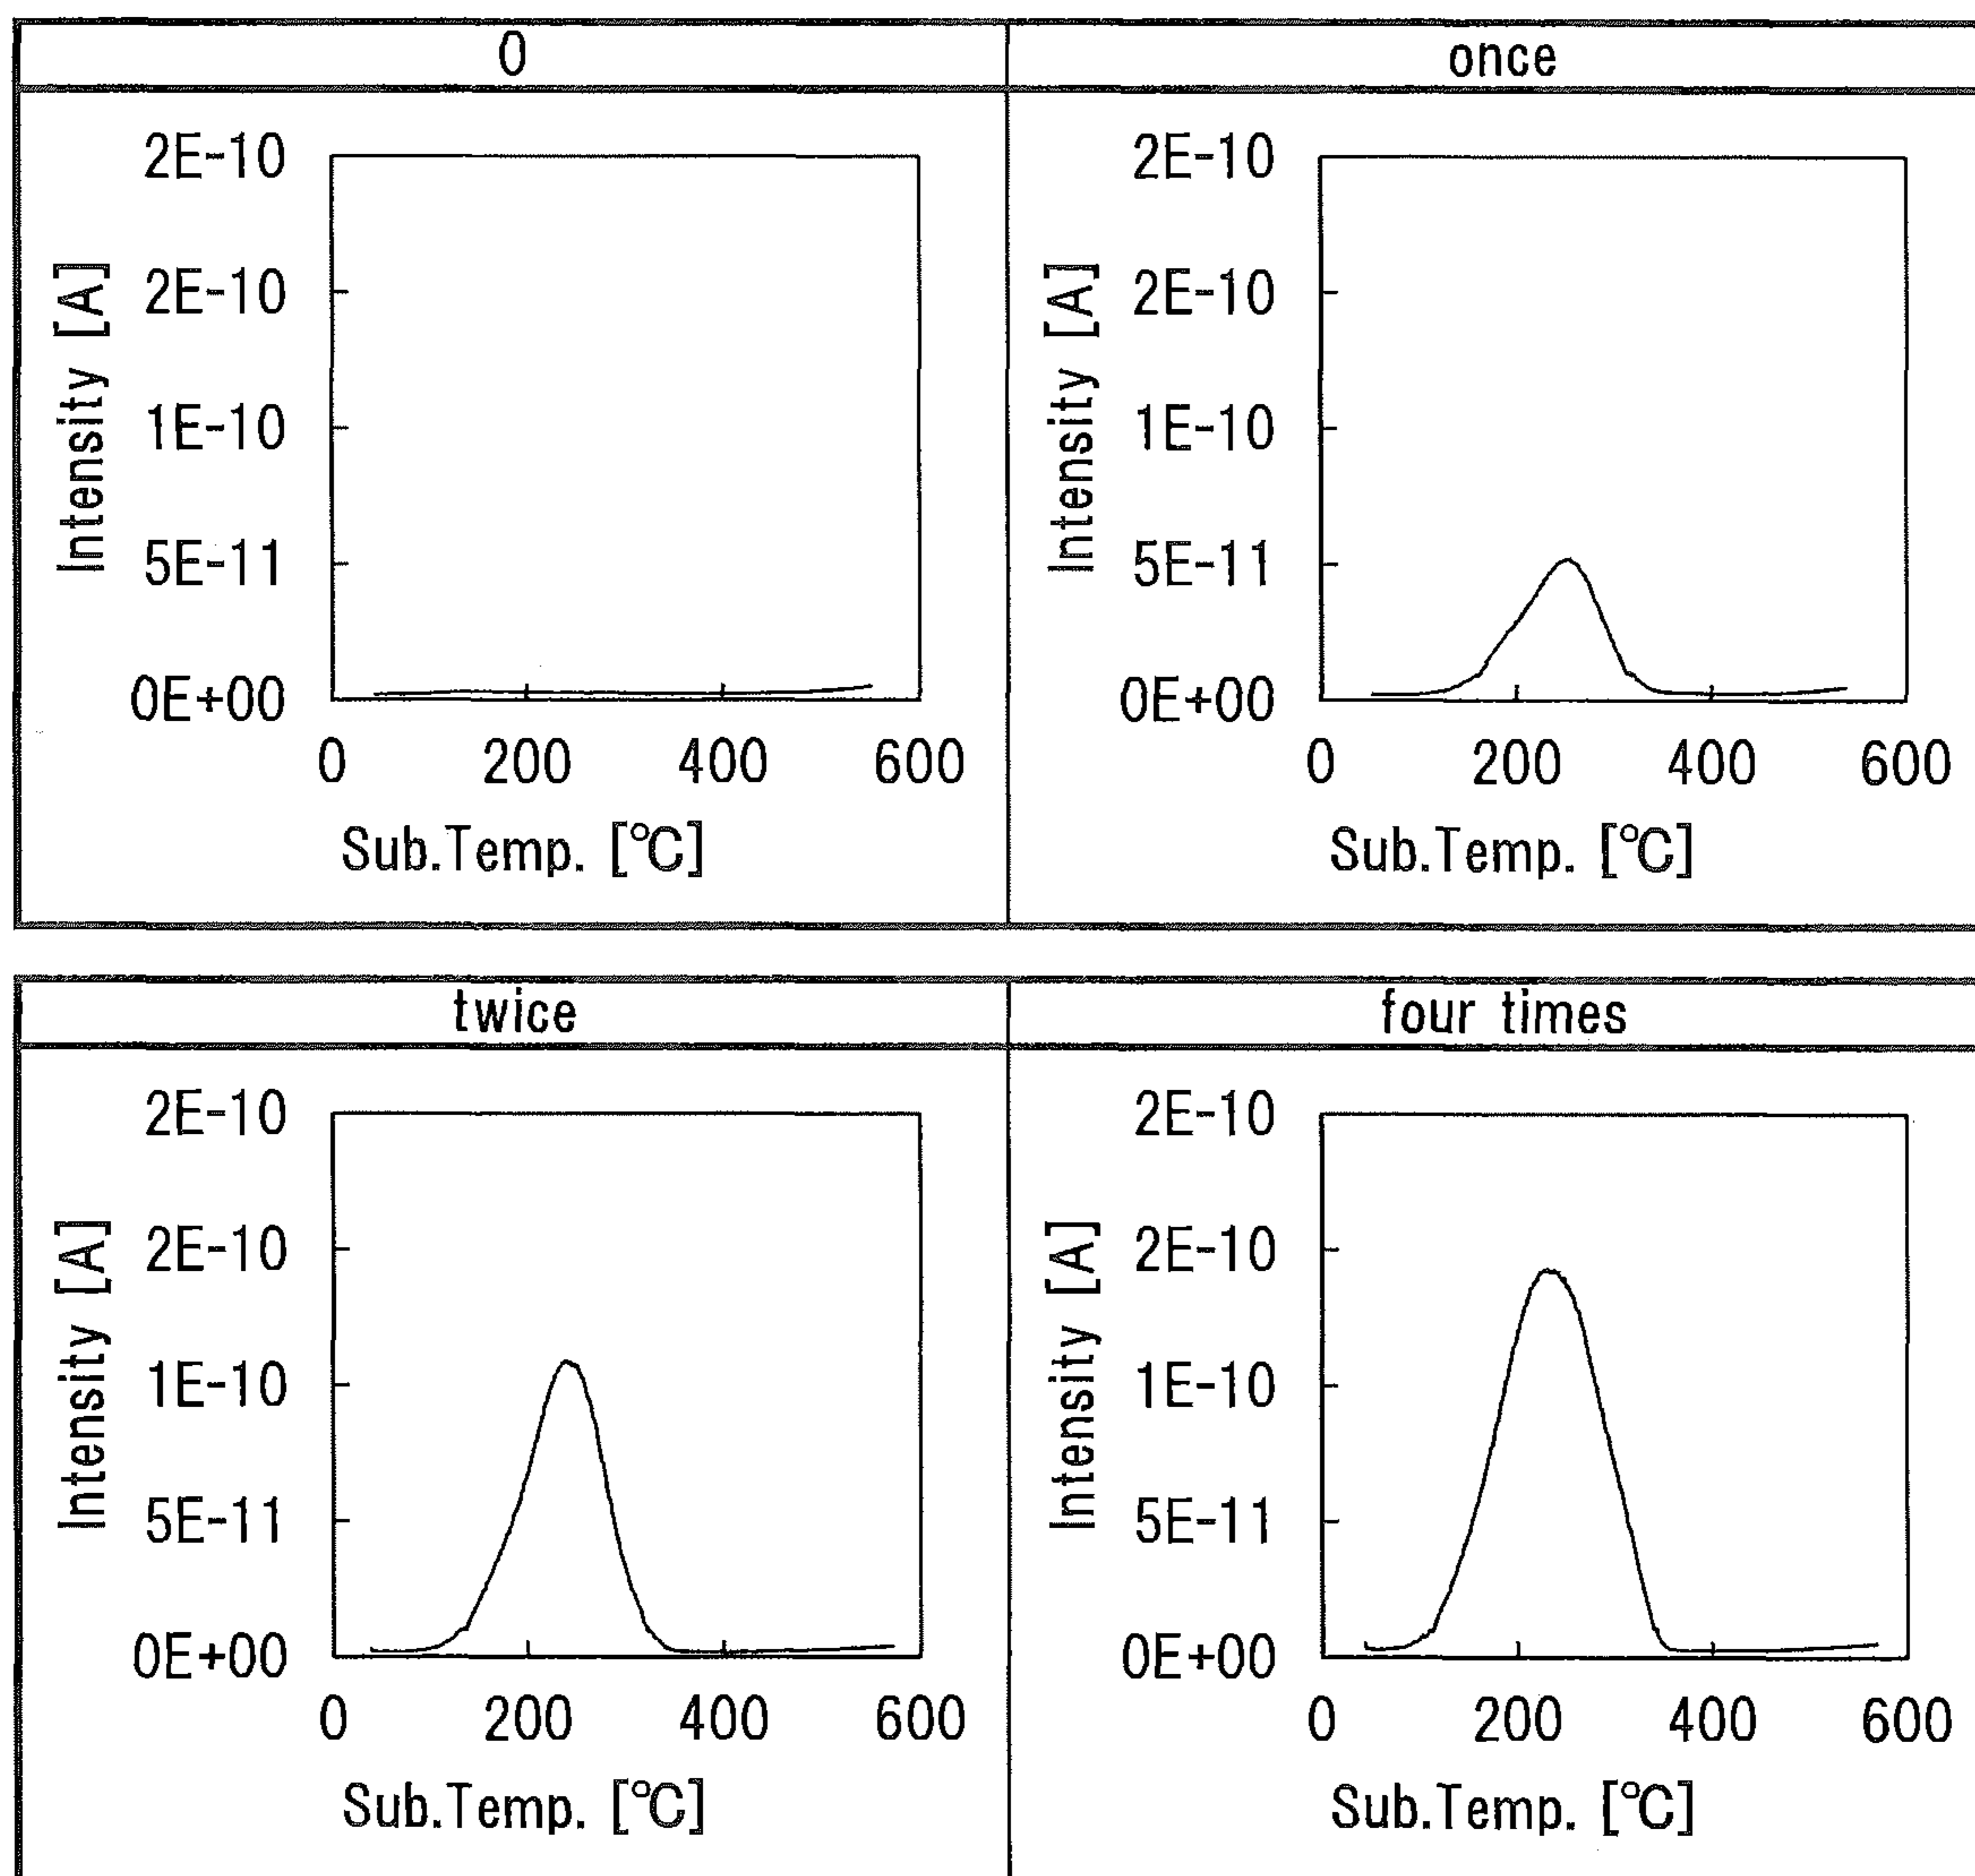 0
once
2E-10
2E-10
1E-10
5E-11
0E+00
0 200 400 600
Intensity [A]
Sub.Temp. [℃]
2E-10
2E-10
1E-10
5E-11
0E+00
0 200 400 600
Intensity [A]
Sub.Temp. [℃]
twice
four times
2E-10
2E-10
1E-10
5E-11
0E+00
0 200 400 600
Intensity [A]
Sub.Temp. [℃]
2E-10
2E-10
1E-10
5E-11
0E+00
0 200 400 600
Intensity [A]
Sub.Temp. [℃]